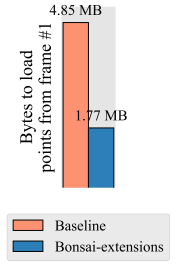 4.85 MB
1.77 MB
Bytes to load
points from frame #1
Baseline
Bonsai-extensions